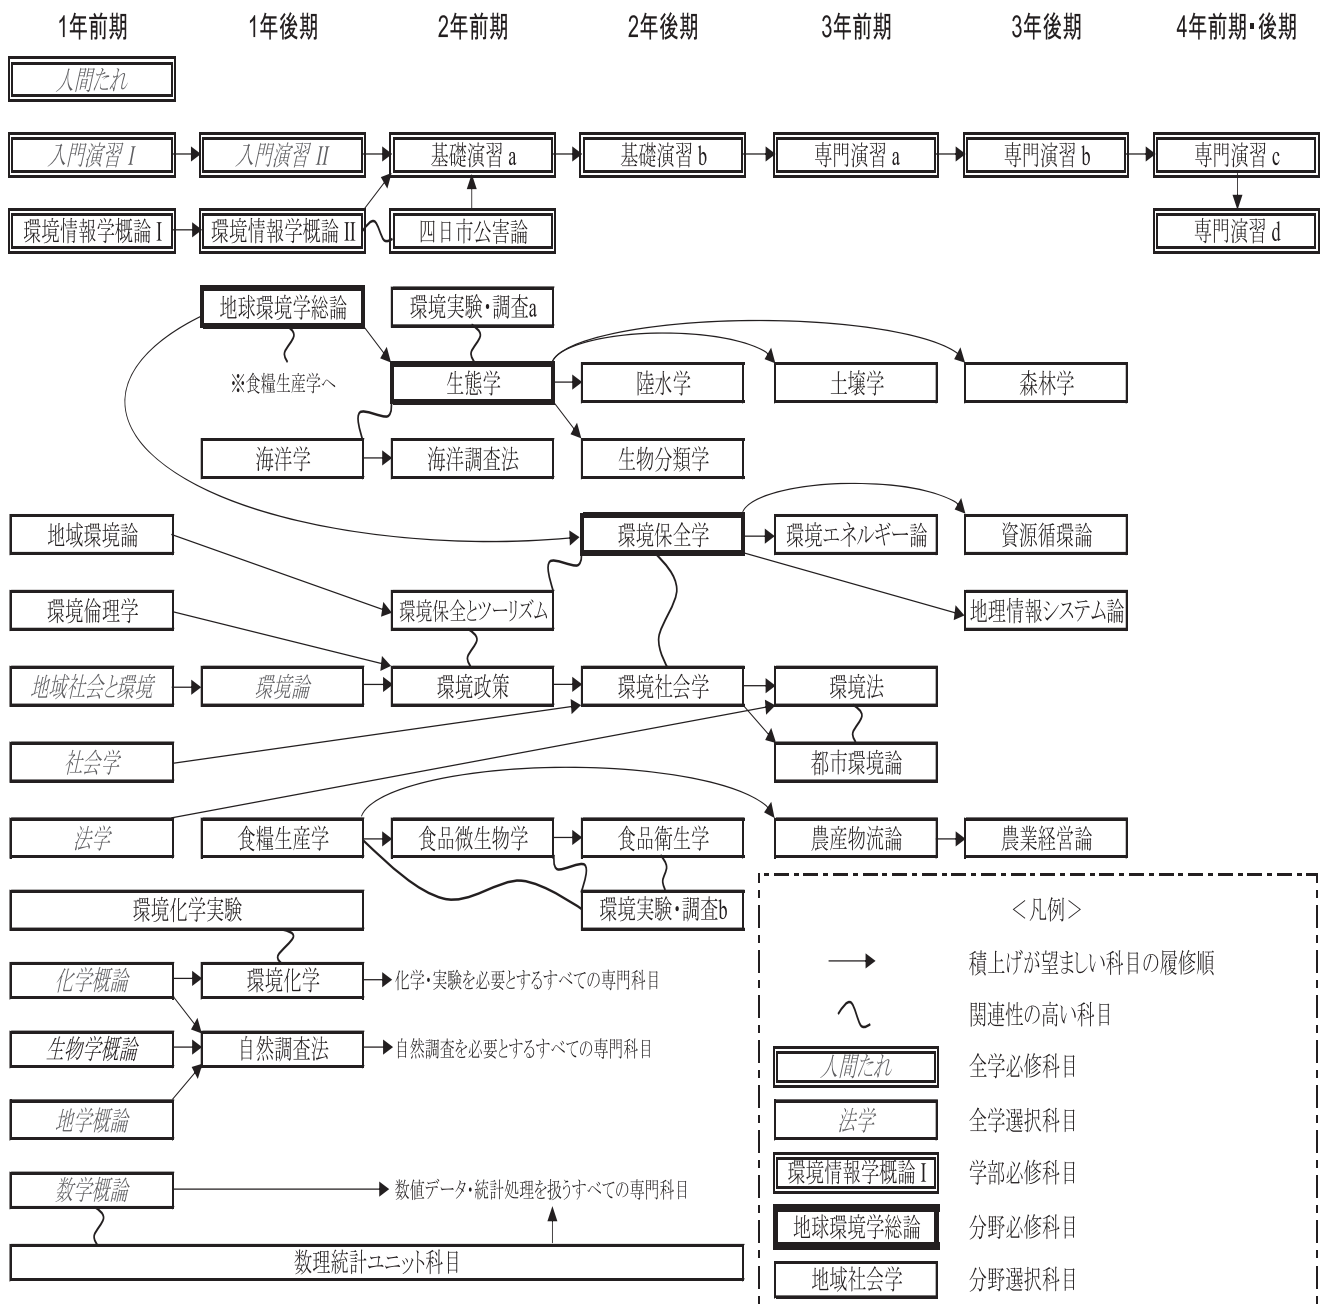 1年前期 1年後期 2年前期 2年後期 3年前期 3年後期 4年前期・後期
人間たれ
入門演習 I 入門演習 II 基礎演習 a 基礎演習 b 専門演習 a 専門演習 b 専門演習 c
環境情報学概論 I 環境情報学概論 II 四日市公害論 専門演習 d
地球環境学総論 環境実験・調査a
※食糧生産学へ 生態学 陸水学 土壌学 森林学
海洋学 海洋調査法 生物分類学
地域環境論 環境保全学 環境エネルギー論 資源循環論
環境倫理学 環境保全とツーリズム 地理情報システム論
地域社会と環境 環境論 環境政策 環境社会学 環境法
社会学 都市環境論
法学 食糧生産学 食品微生物学 食品衛生学 農産物流論 農業経営論
環境化学実験 環境実験・調査b
化学概論 環境化学 化学・実験を必要とするすべての専門科目
生物学概論 自然調査法 自然調査を必要とするすべての専門科目
地学概論
数学概論 数値データ・統計処理を扱うすべての専門科目
数理統計ユニット科目
＜凡例＞
積上げが望ましい科目の履修順
関連性の高い科目
人間たれ 全学必修科目
法学 全学選択科目
環境情報学概論 I 学部必修科目
地球環境学総論 分野必修科目
地域社会学 分野選択科目